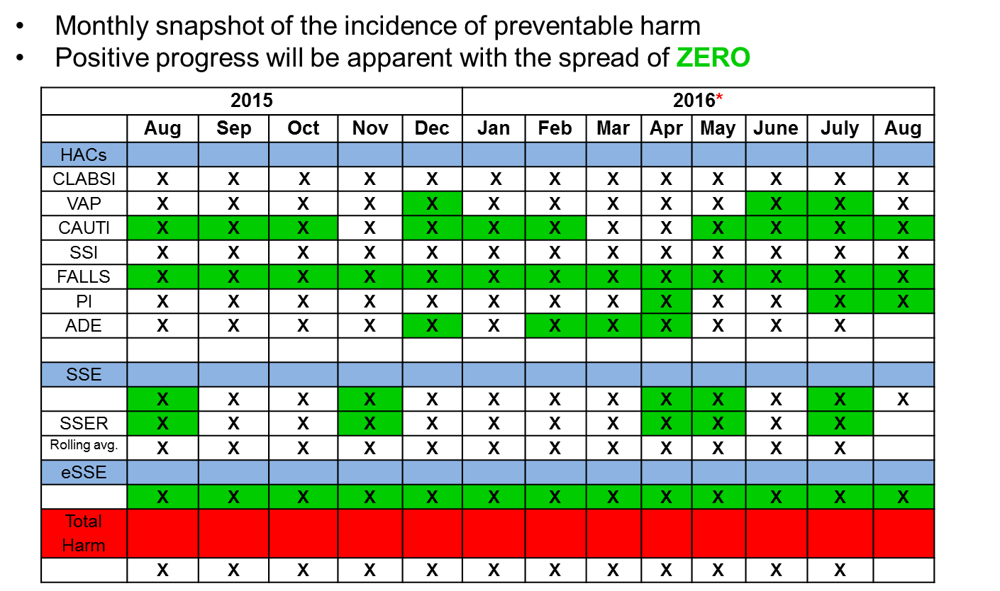 • Monthly snapshot of the incidence of preventable harm
• Positive progress will be apparent with the spread of ZERO
2015 2016*
Aug Sep Oct Nov Dec Jan Feb Mar Apr May June July Aug
HACs
CLABSI X X X X X X X X X X X X X
VAP X X X X X X X X X X X X X
CAUTI X X X X X X X X X X X X X
SSI X X X X X X X X X X X X X
FALLS X X X X X X X X X X X X X
PI X X X X X X X X X X X X X
ADE X X X X X X X X X X X X
SSE
X X X X X X X X X X X X X
SSER X X X X X X X X X X X X
Rolling avg. X X X X X X X X X X X X
eSSE
X X X X X X X X X X X X X
Total
Harm
X X X X X X X X X X X X